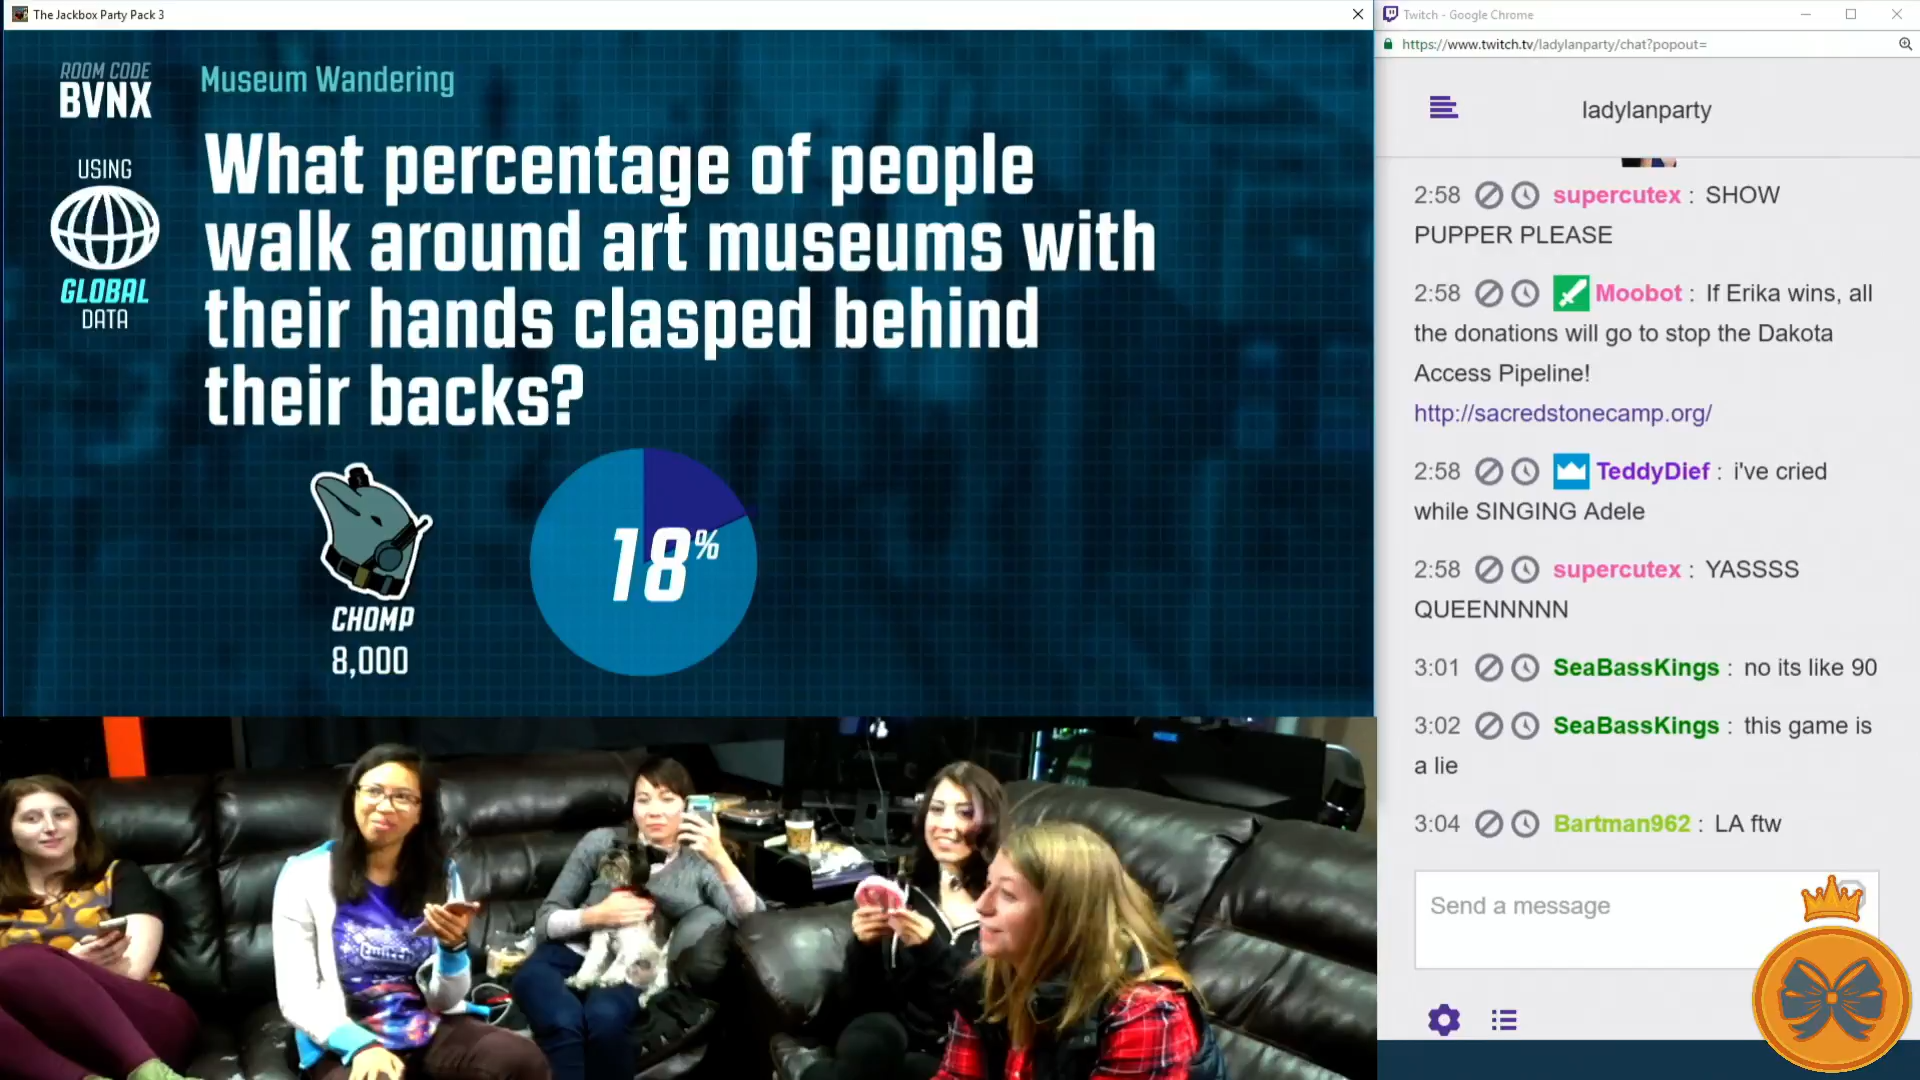 The Jackbox Party Pack 3
ROOM CODE
BVNX
USING
GLOBAL
DATA
Museum Wandering
What percentage of people
walk around art museums with
their hands clasped behind
their backs?
CHOMP
8,000
18%
twitch
Twitch - Google Chrome
https://www.twitch.tv/ladylanparty/chat?popout=
ladylanparty
2:58 supercutex : SHOW
PUPPER PLEASE
2:58 Moobot : If Erika wins, all
the donations will go to stop the Dakota
Access Pipeline!
http://sacredstonecamp.org/
2:58 TeddyDief : i've cried
while SINGING Adele
2:58 supercutex : YASSSS
QUEENNNNN
3:01 SeaBassKings : no its like 90
3:02 SeaBassKings : this game is
a lie
3:04 Bartman962 : LA ftw
Send a message